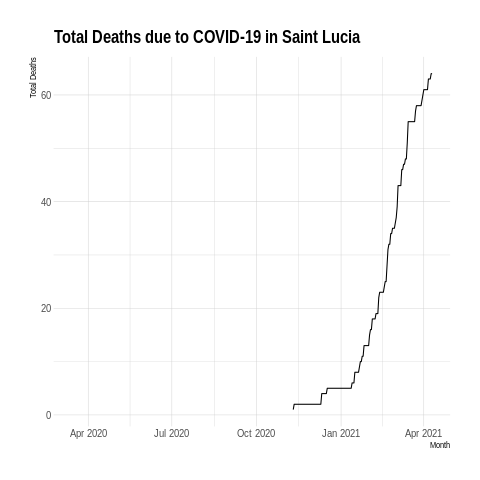 Total Deaths due to COVID-19 in Saint Lucia
Total Deaths
60
40
20
0
Apr 2020 Jul 2020 Oct 2020 Jan 2021 Apr 2021
Month